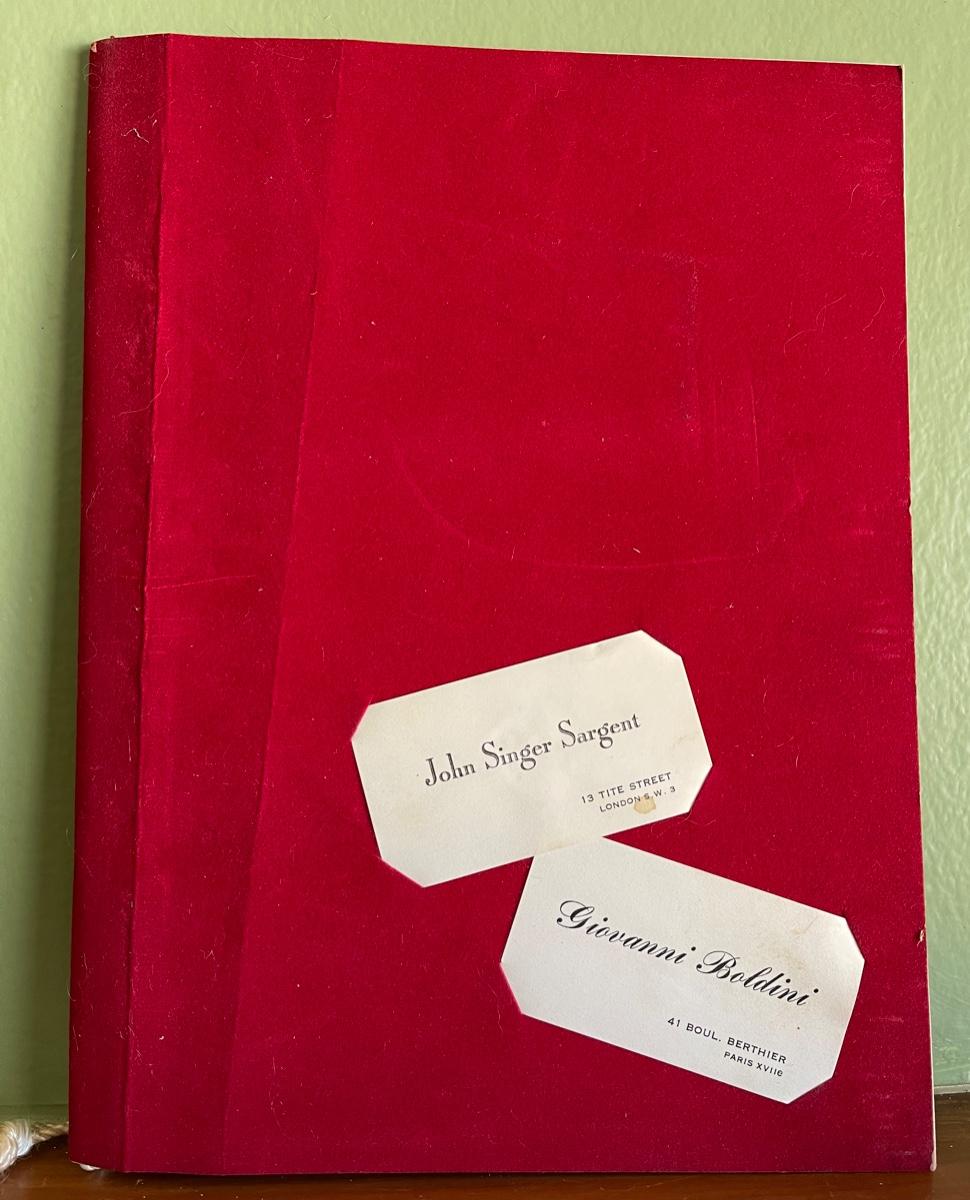 John Singer Sargent
13 TITE STREET
LONDON S.W. 3
Giovanni Boldini
41 BOUL. BERTHIER
PARIS XVIIe